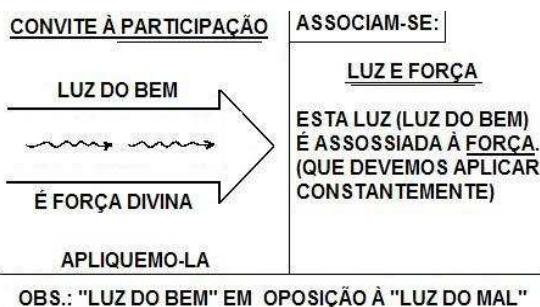 CONVITE À PARTICIPAÇÃO
LUZ DO BEM
É FORÇA DIVINA
APLIQUEMO-LA
ASSOCIAM-SE:
LUZ E FORÇA
ESTA LUZ (LUZ DO BEM)
É ASSOSSIADA À FORÇA.
(QUE DEVEMOS APLICAR
CONSTANTEMENTE)
OBS.: "LUZ DO BEM" EM OPOSIÇÃO À "LUZ DO MAL"